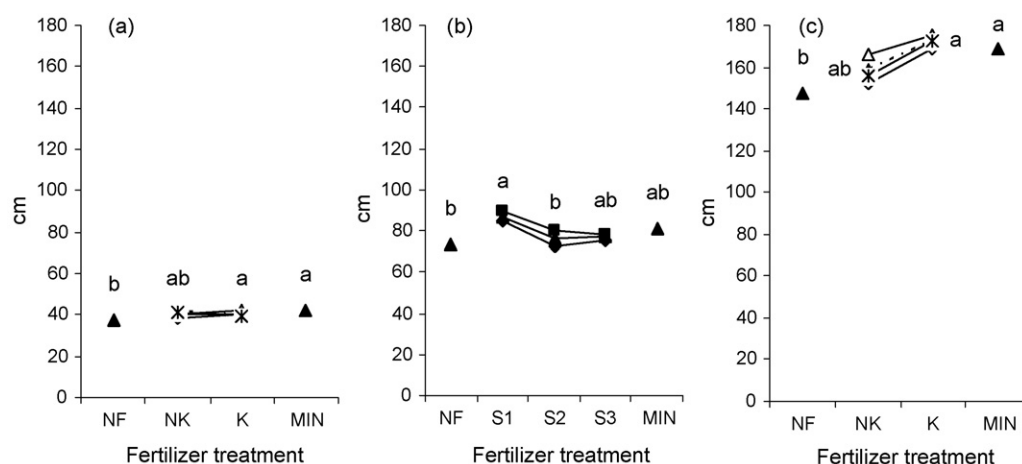 (a)
180
160
140
120
100
80
60
40
20
0
cm
b
ab
a
a
NF
NK
K
MIN
Fertilizer treatment
(b)
180
160
140
120
100
80
60
40
20
0
cm
b
a
b
ab
ab
NF
S1
S2
S3
MIN
Fertilizer treatment
(c)
180
160
140
120
100
80
60
40
20
0
cm
b
ab
a
a
NF
NK
K
MIN
Fertilizer treatment